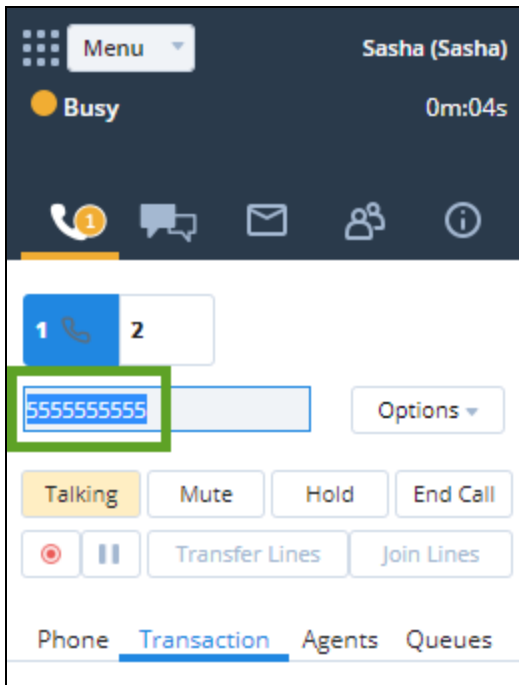 Menu Sasha (Sasha)
Busy 0m:04s
1
1 2
5555555555 Options
Talking Mute Hold End Call
Transfer Lines Join Lines
Phone Transaction Agents Queues